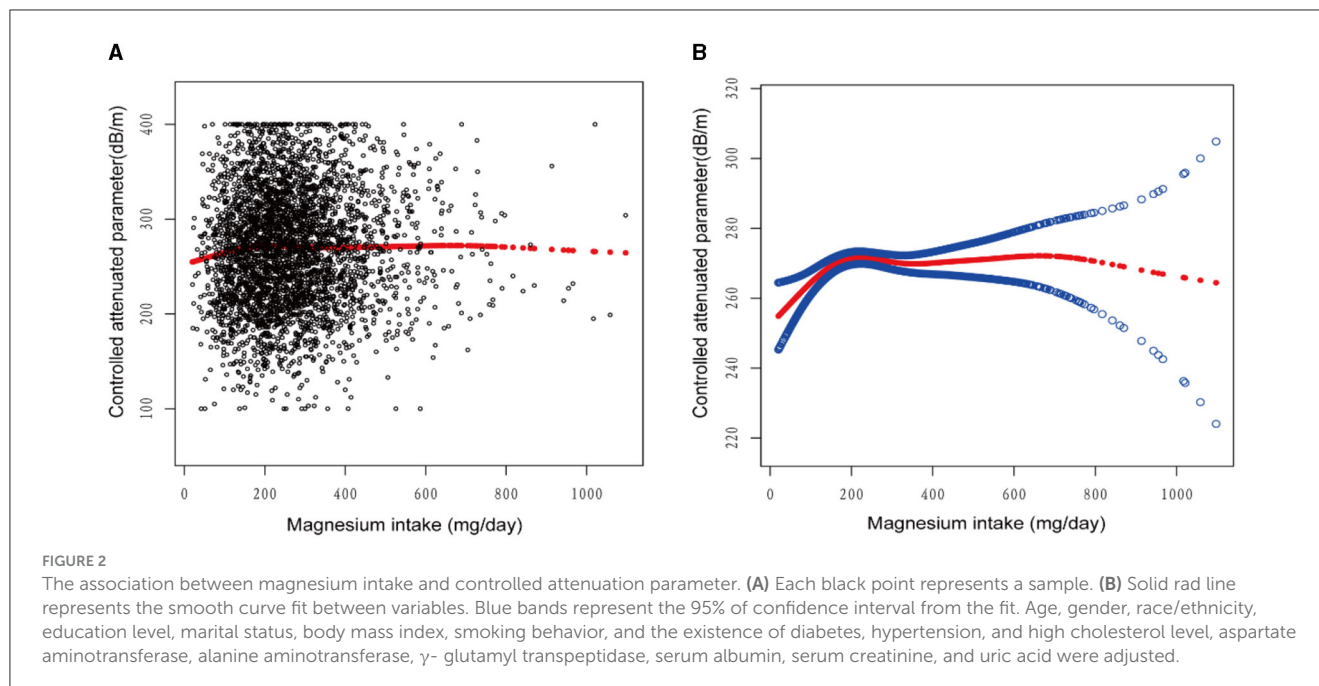 A
B
Controlled attenuated parameter(dB/m)
400
300
200
100
0 200 400 600 800 1000
Magnesium intake (mg/day)
Controlled attenuated parameter(dB/m)
320
300
280
260
240
220
0 200 400 600 800 1000
Magnesium intake (mg/day)
FIGURE 2
The association between magnesium intake and controlled attenuation parameter. (A) Each black point represents a sample. (B) Solid rad line
represents the smooth curve fit between variables. Blue bands represent the 95% of confidence interval from the fit. Age, gender, race/ethnicity,
education level, marital status, body mass index, smoking behavior, and the existence of diabetes, hypertension, and high cholesterol level, aspartate
aminotransferase, alanine aminotransferase, γ- glutamyl transpeptidase, serum albumin, serum creatinine, and uric acid were adjusted.